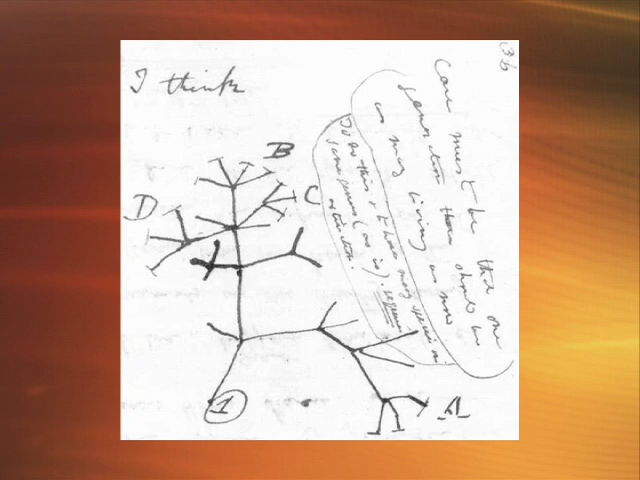 I think
36
Case must be that one
generation then should be
as many living as now
To do this & to have many species in
same genus (as is). requires
extinction.
B
C
D
A
1